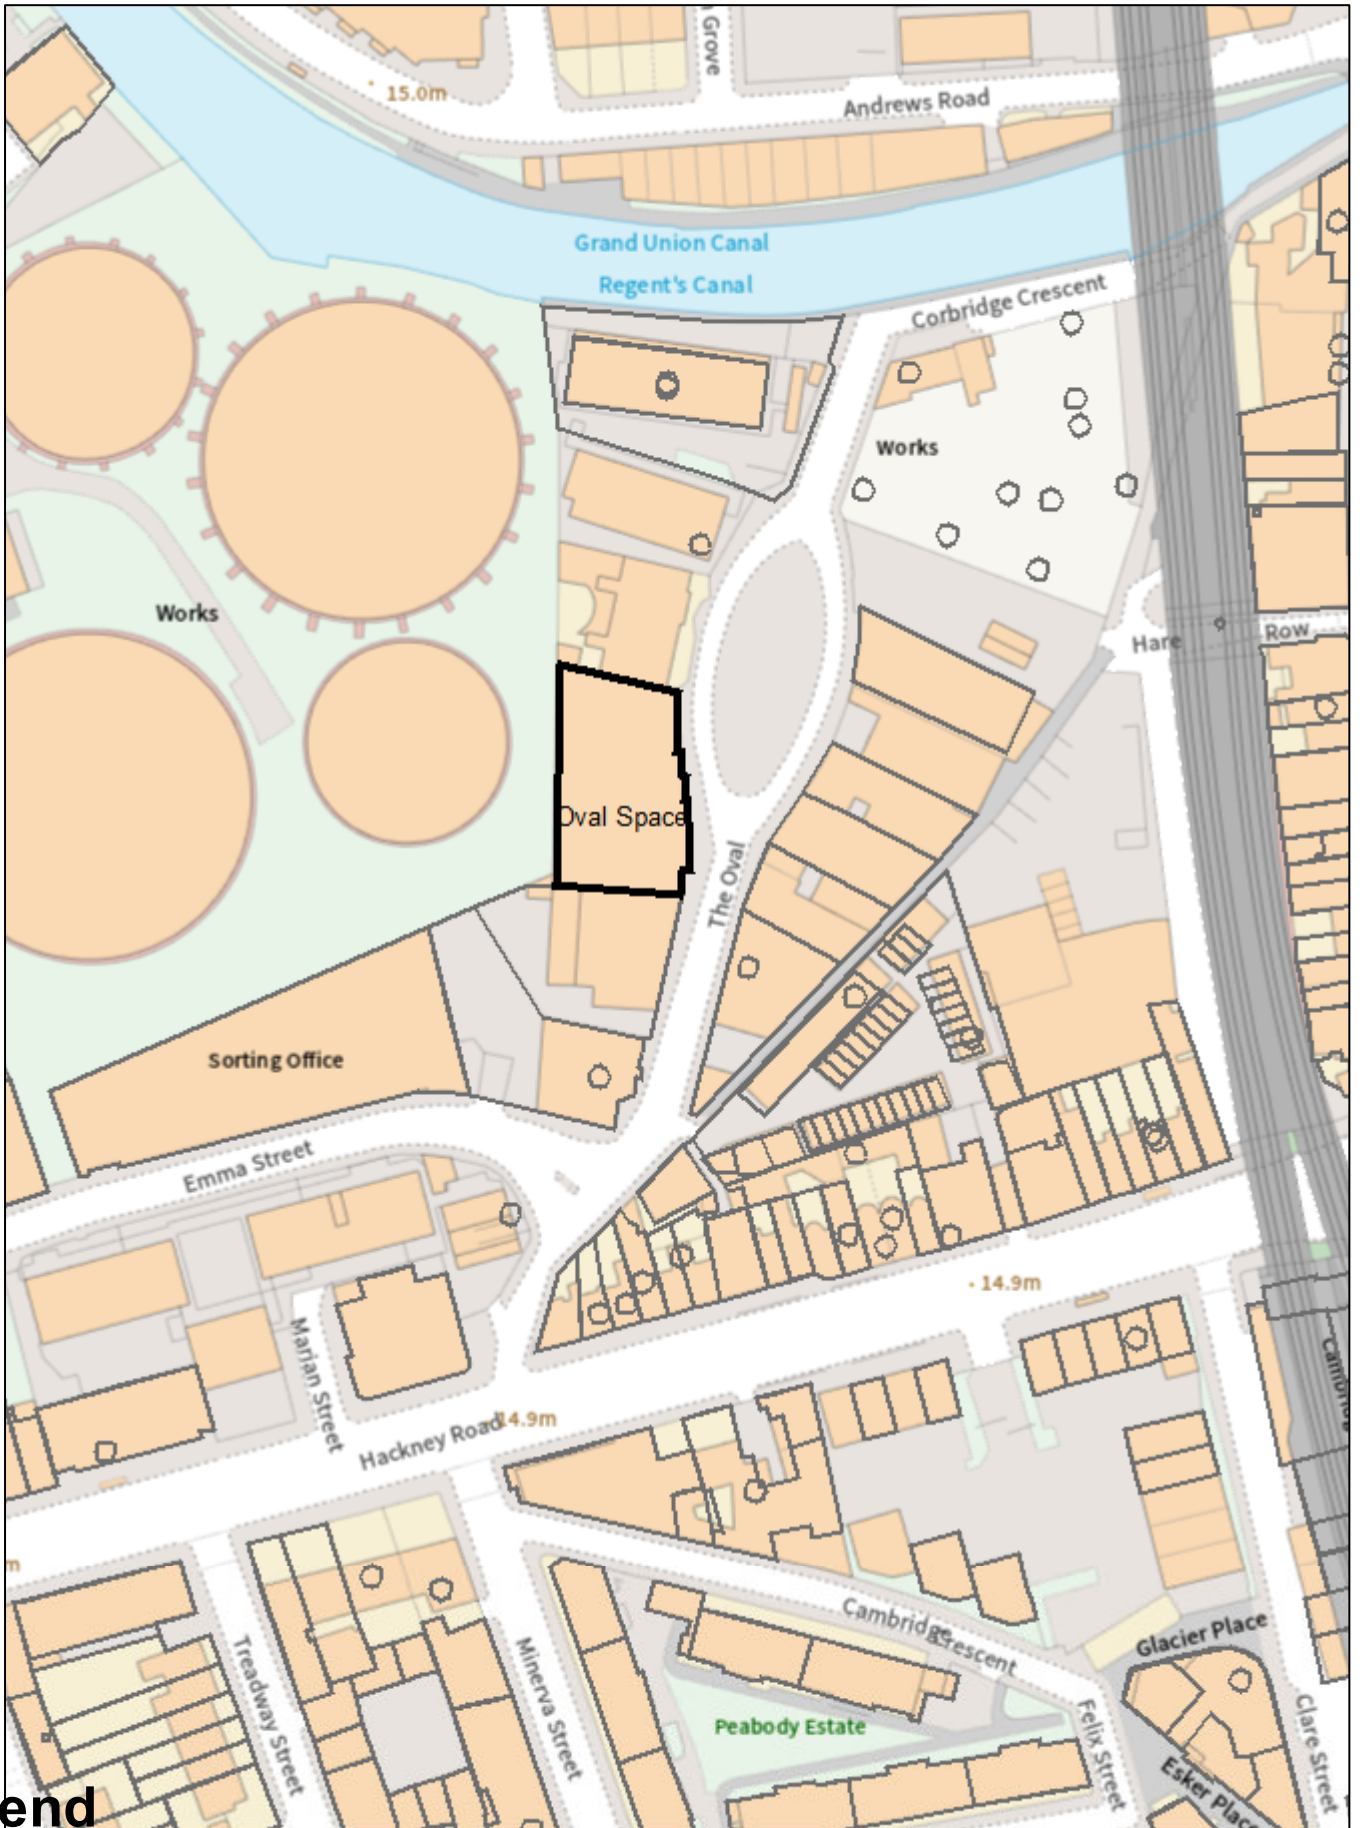 Grove
15.0m
Andrews Road
Grand Union Canal
Regent's Canal
Corbridge Crescent
Works
Works
Hare
Row
Oval Space
The Oval
Sorting Office
Emma Street
14.9m
Marian Street
Hackney Road
14.9m
m
Cambridge
Crescent
Glacier Place
Treadway Street
Minerva Street
Peabody Estate
Felix Street
Clare Street
Esker Place
end